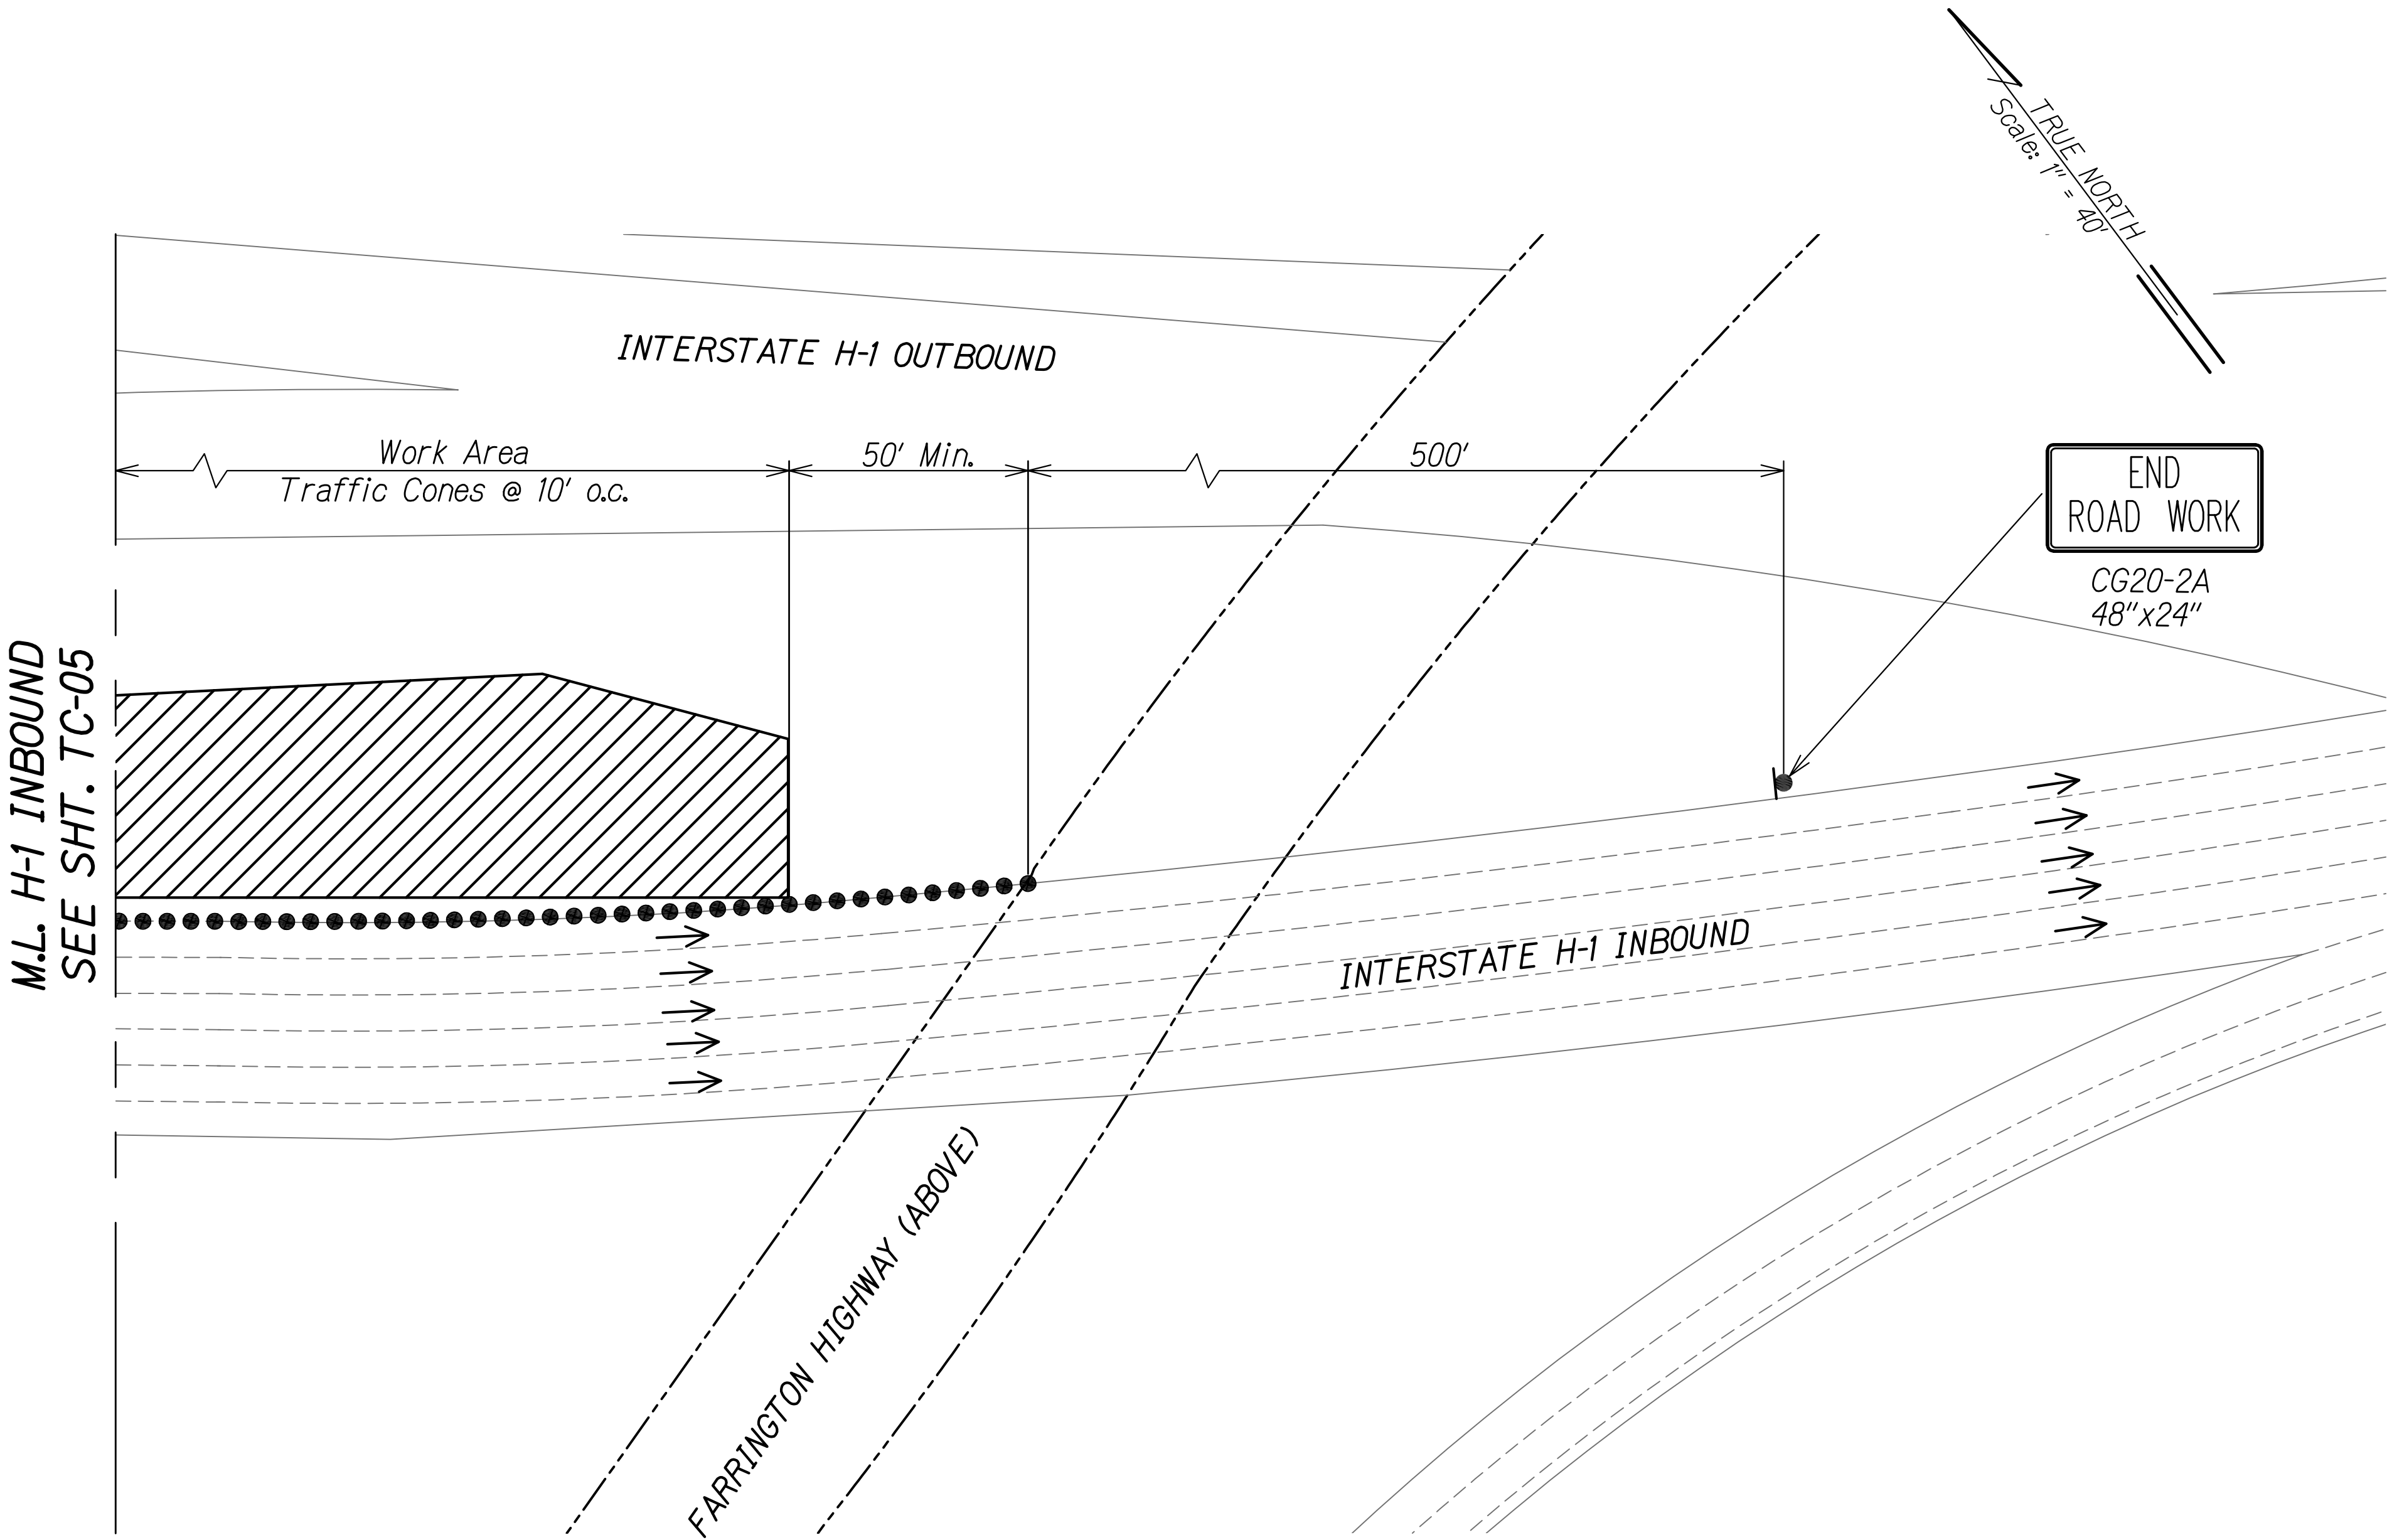 TRUE NORTH
Scale: 1" = 40'
INTERSTATE H-1 OUTBOUND
Work Area
Traffic Cones @ 10' o.c.
50' Min.
500'
END
ROAD WORK
CG20-2A
48"x24"
M.L. H-1 INBOUND
SEE SHT. TC-05
INTERSTATE H-1 INBOUND
FARRINGTON HIGHWAY (ABOVE)